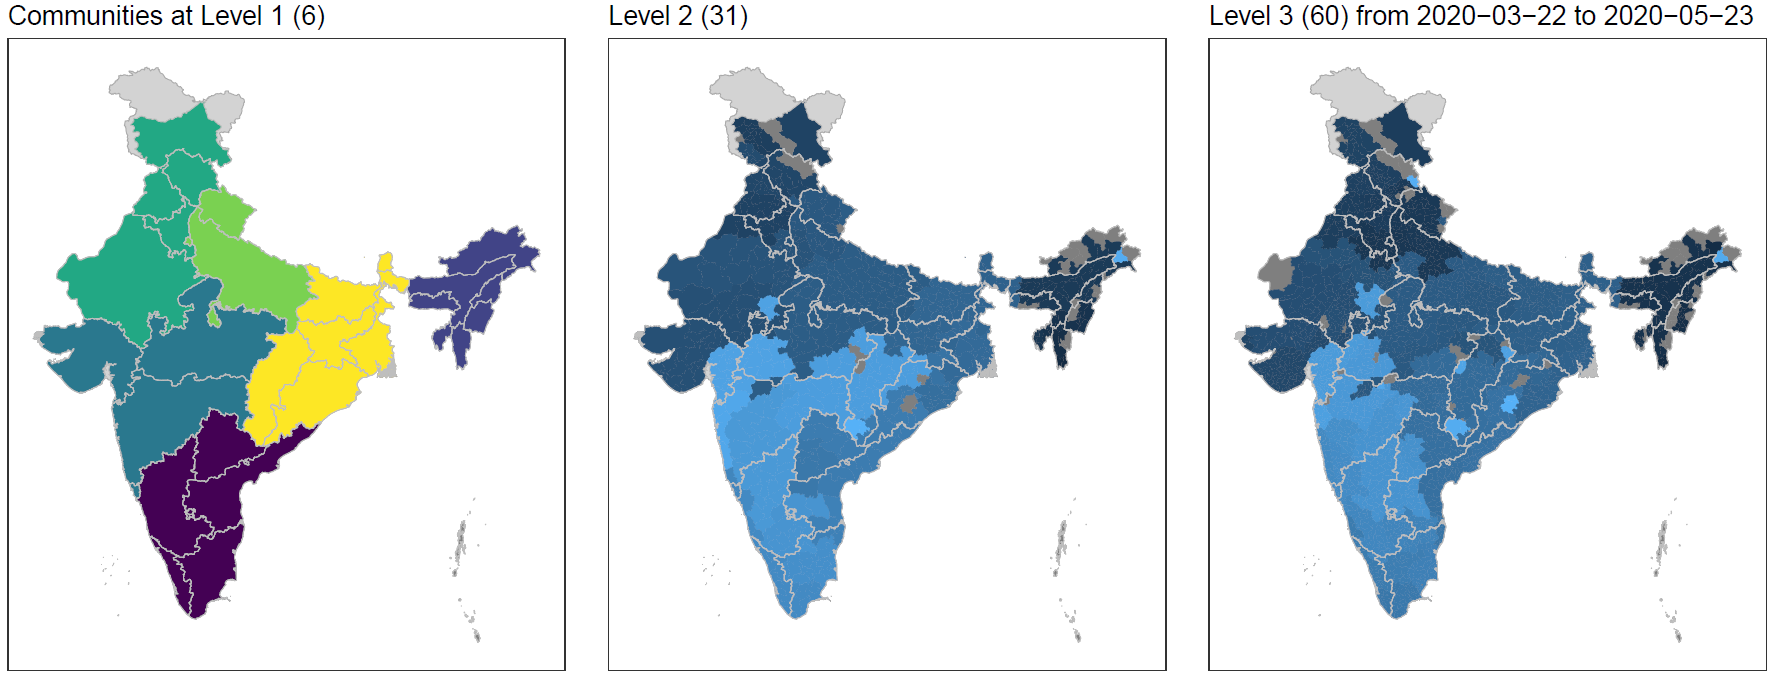 Communities at Level 1 (6)
Level 2 (31)
Level 3 (60) from 2020−03−22 to 2020−05−23